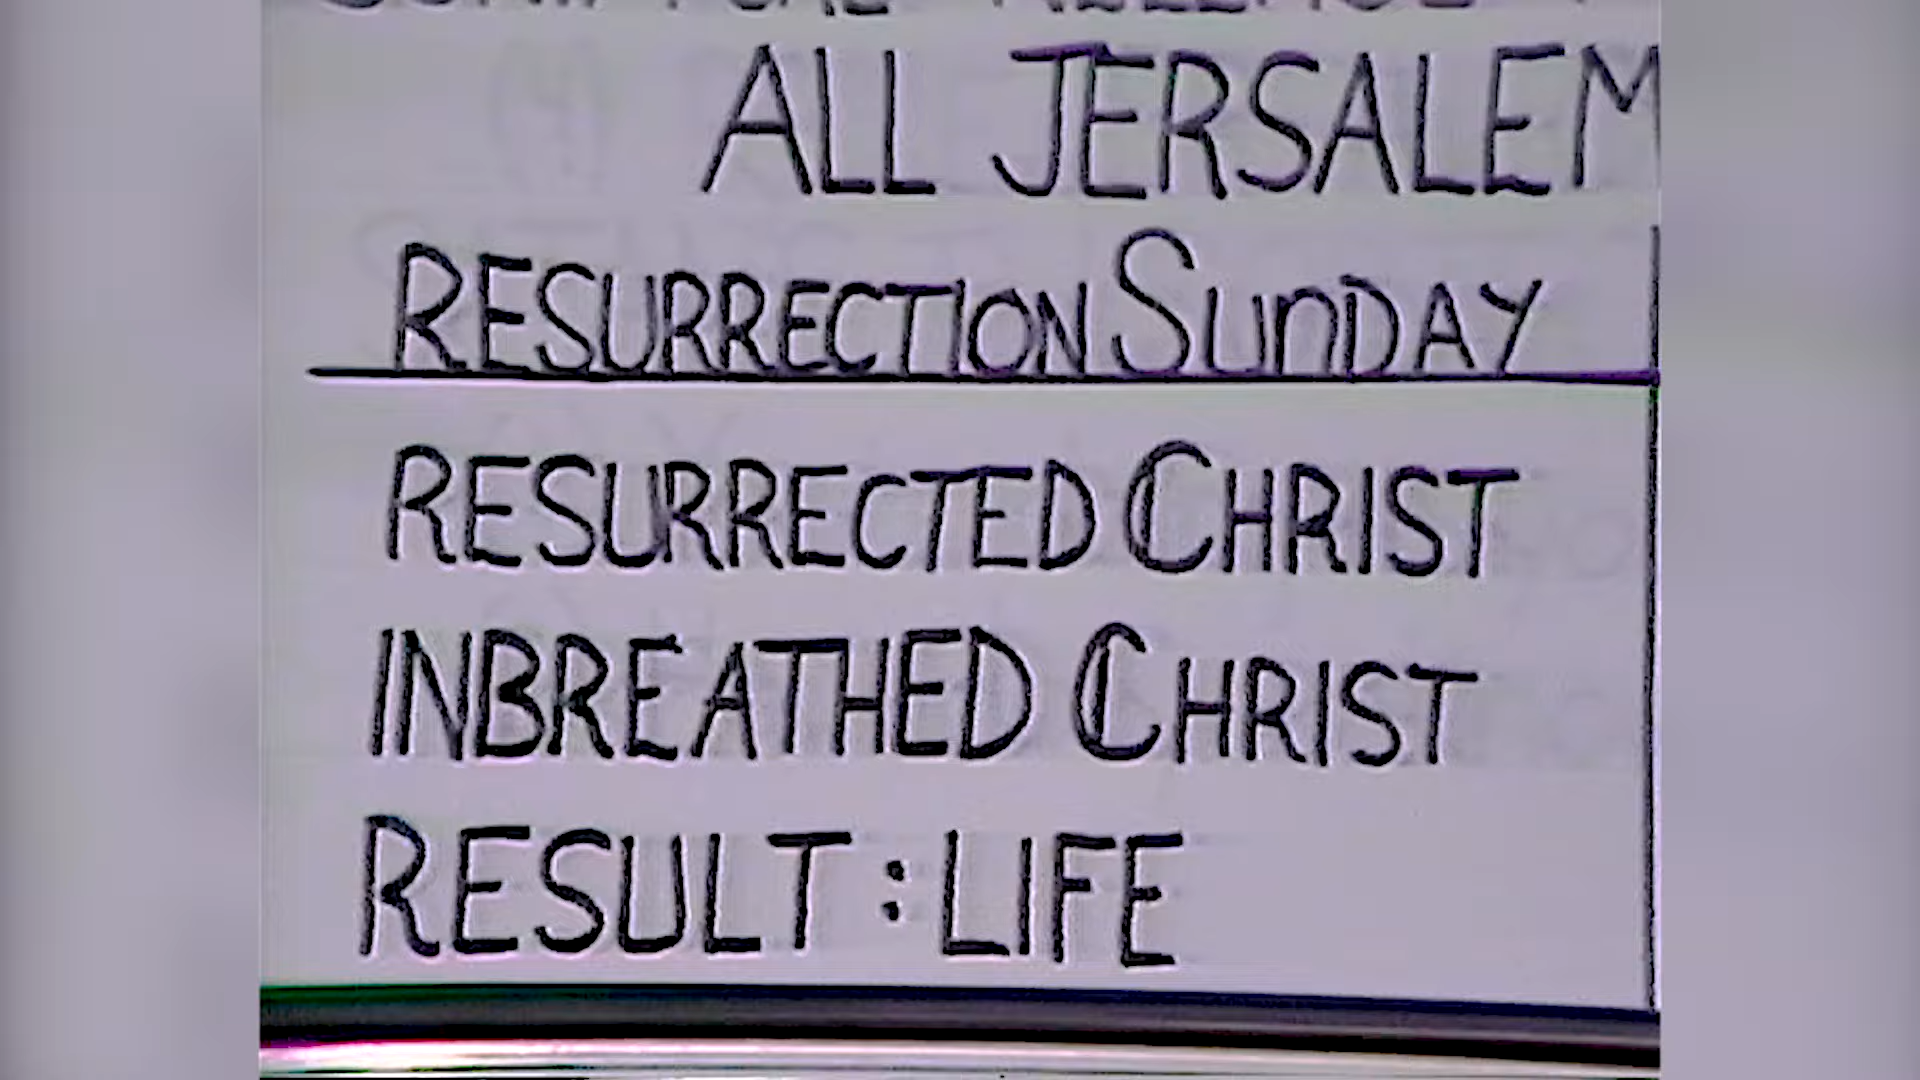 ALL JERSALEM
RESURRECTION SUNDAY
RESURRECTED CHRIST
INBREATHED CHRIST
RESULT : LIFE